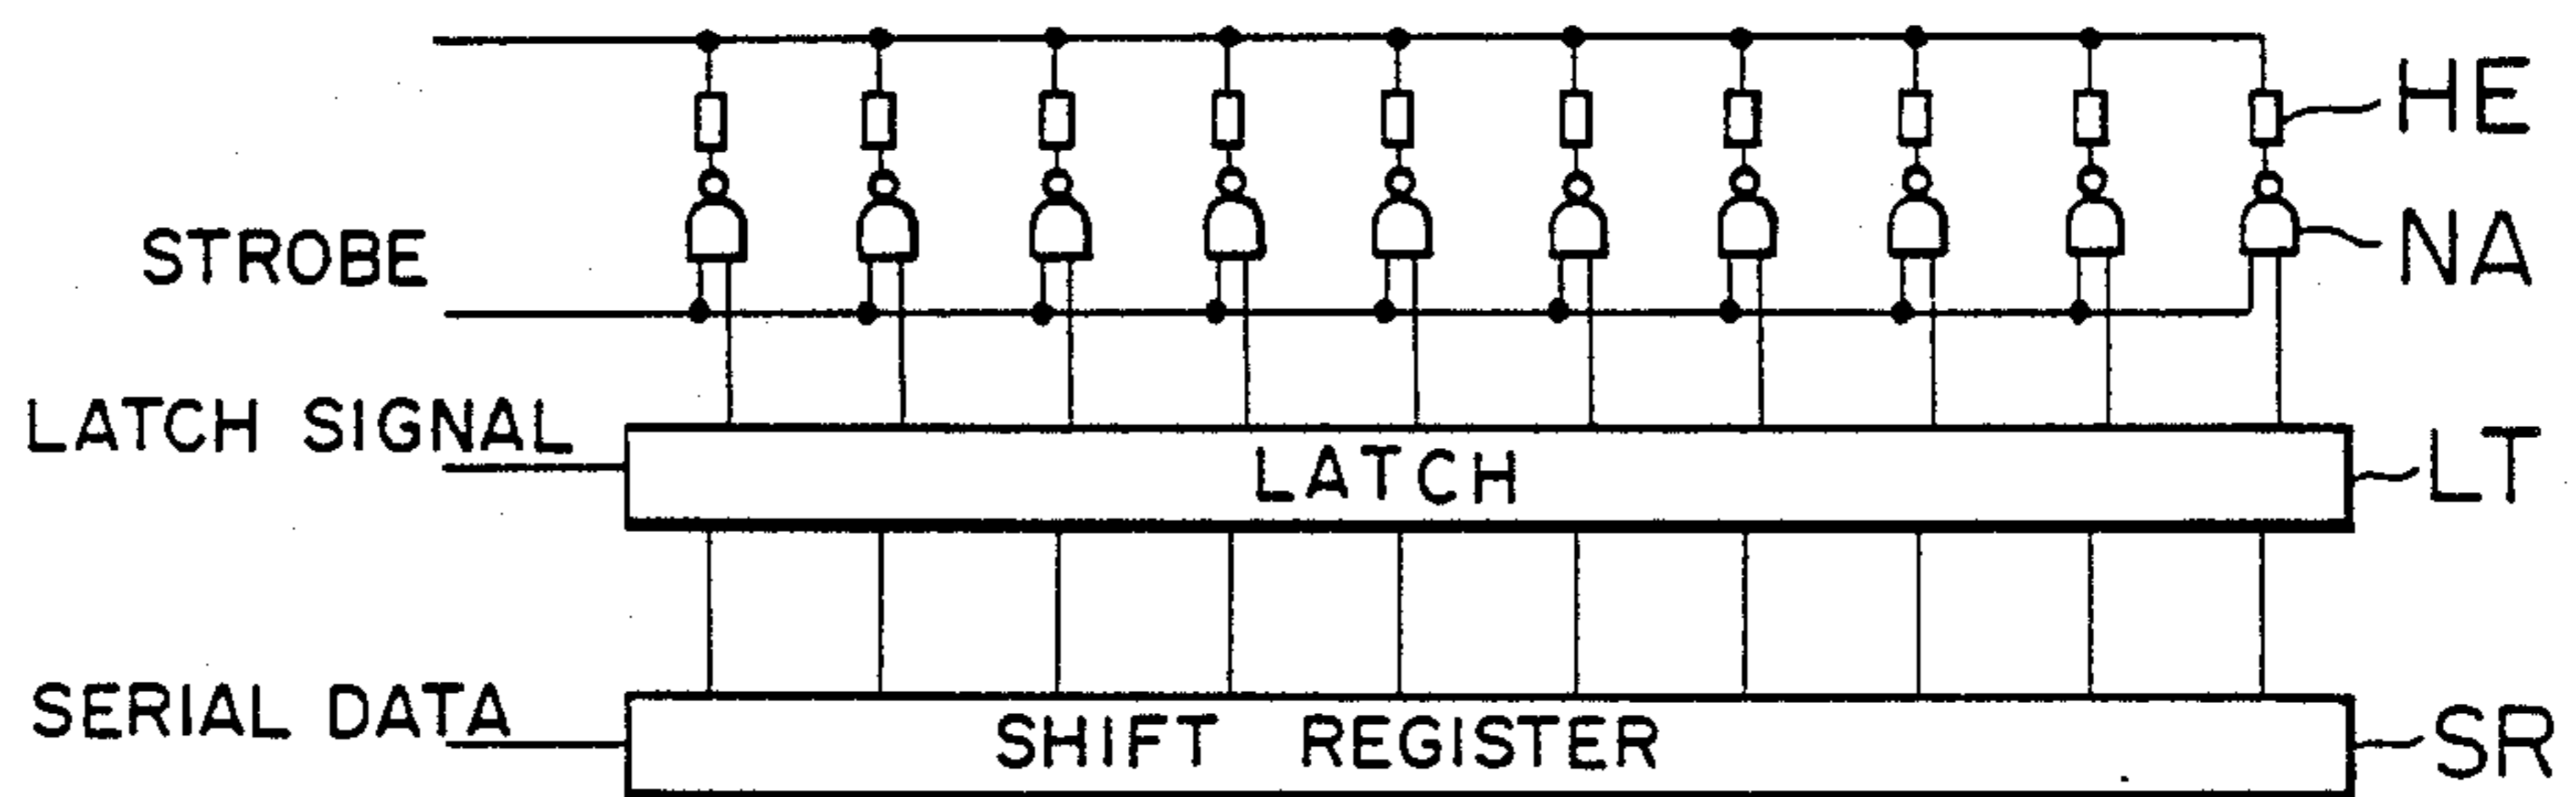 HE
STROBE
NA
LATCH SIGNAL
LATCH
LT
SERIAL DATA
SHIFT REGISTER
SR